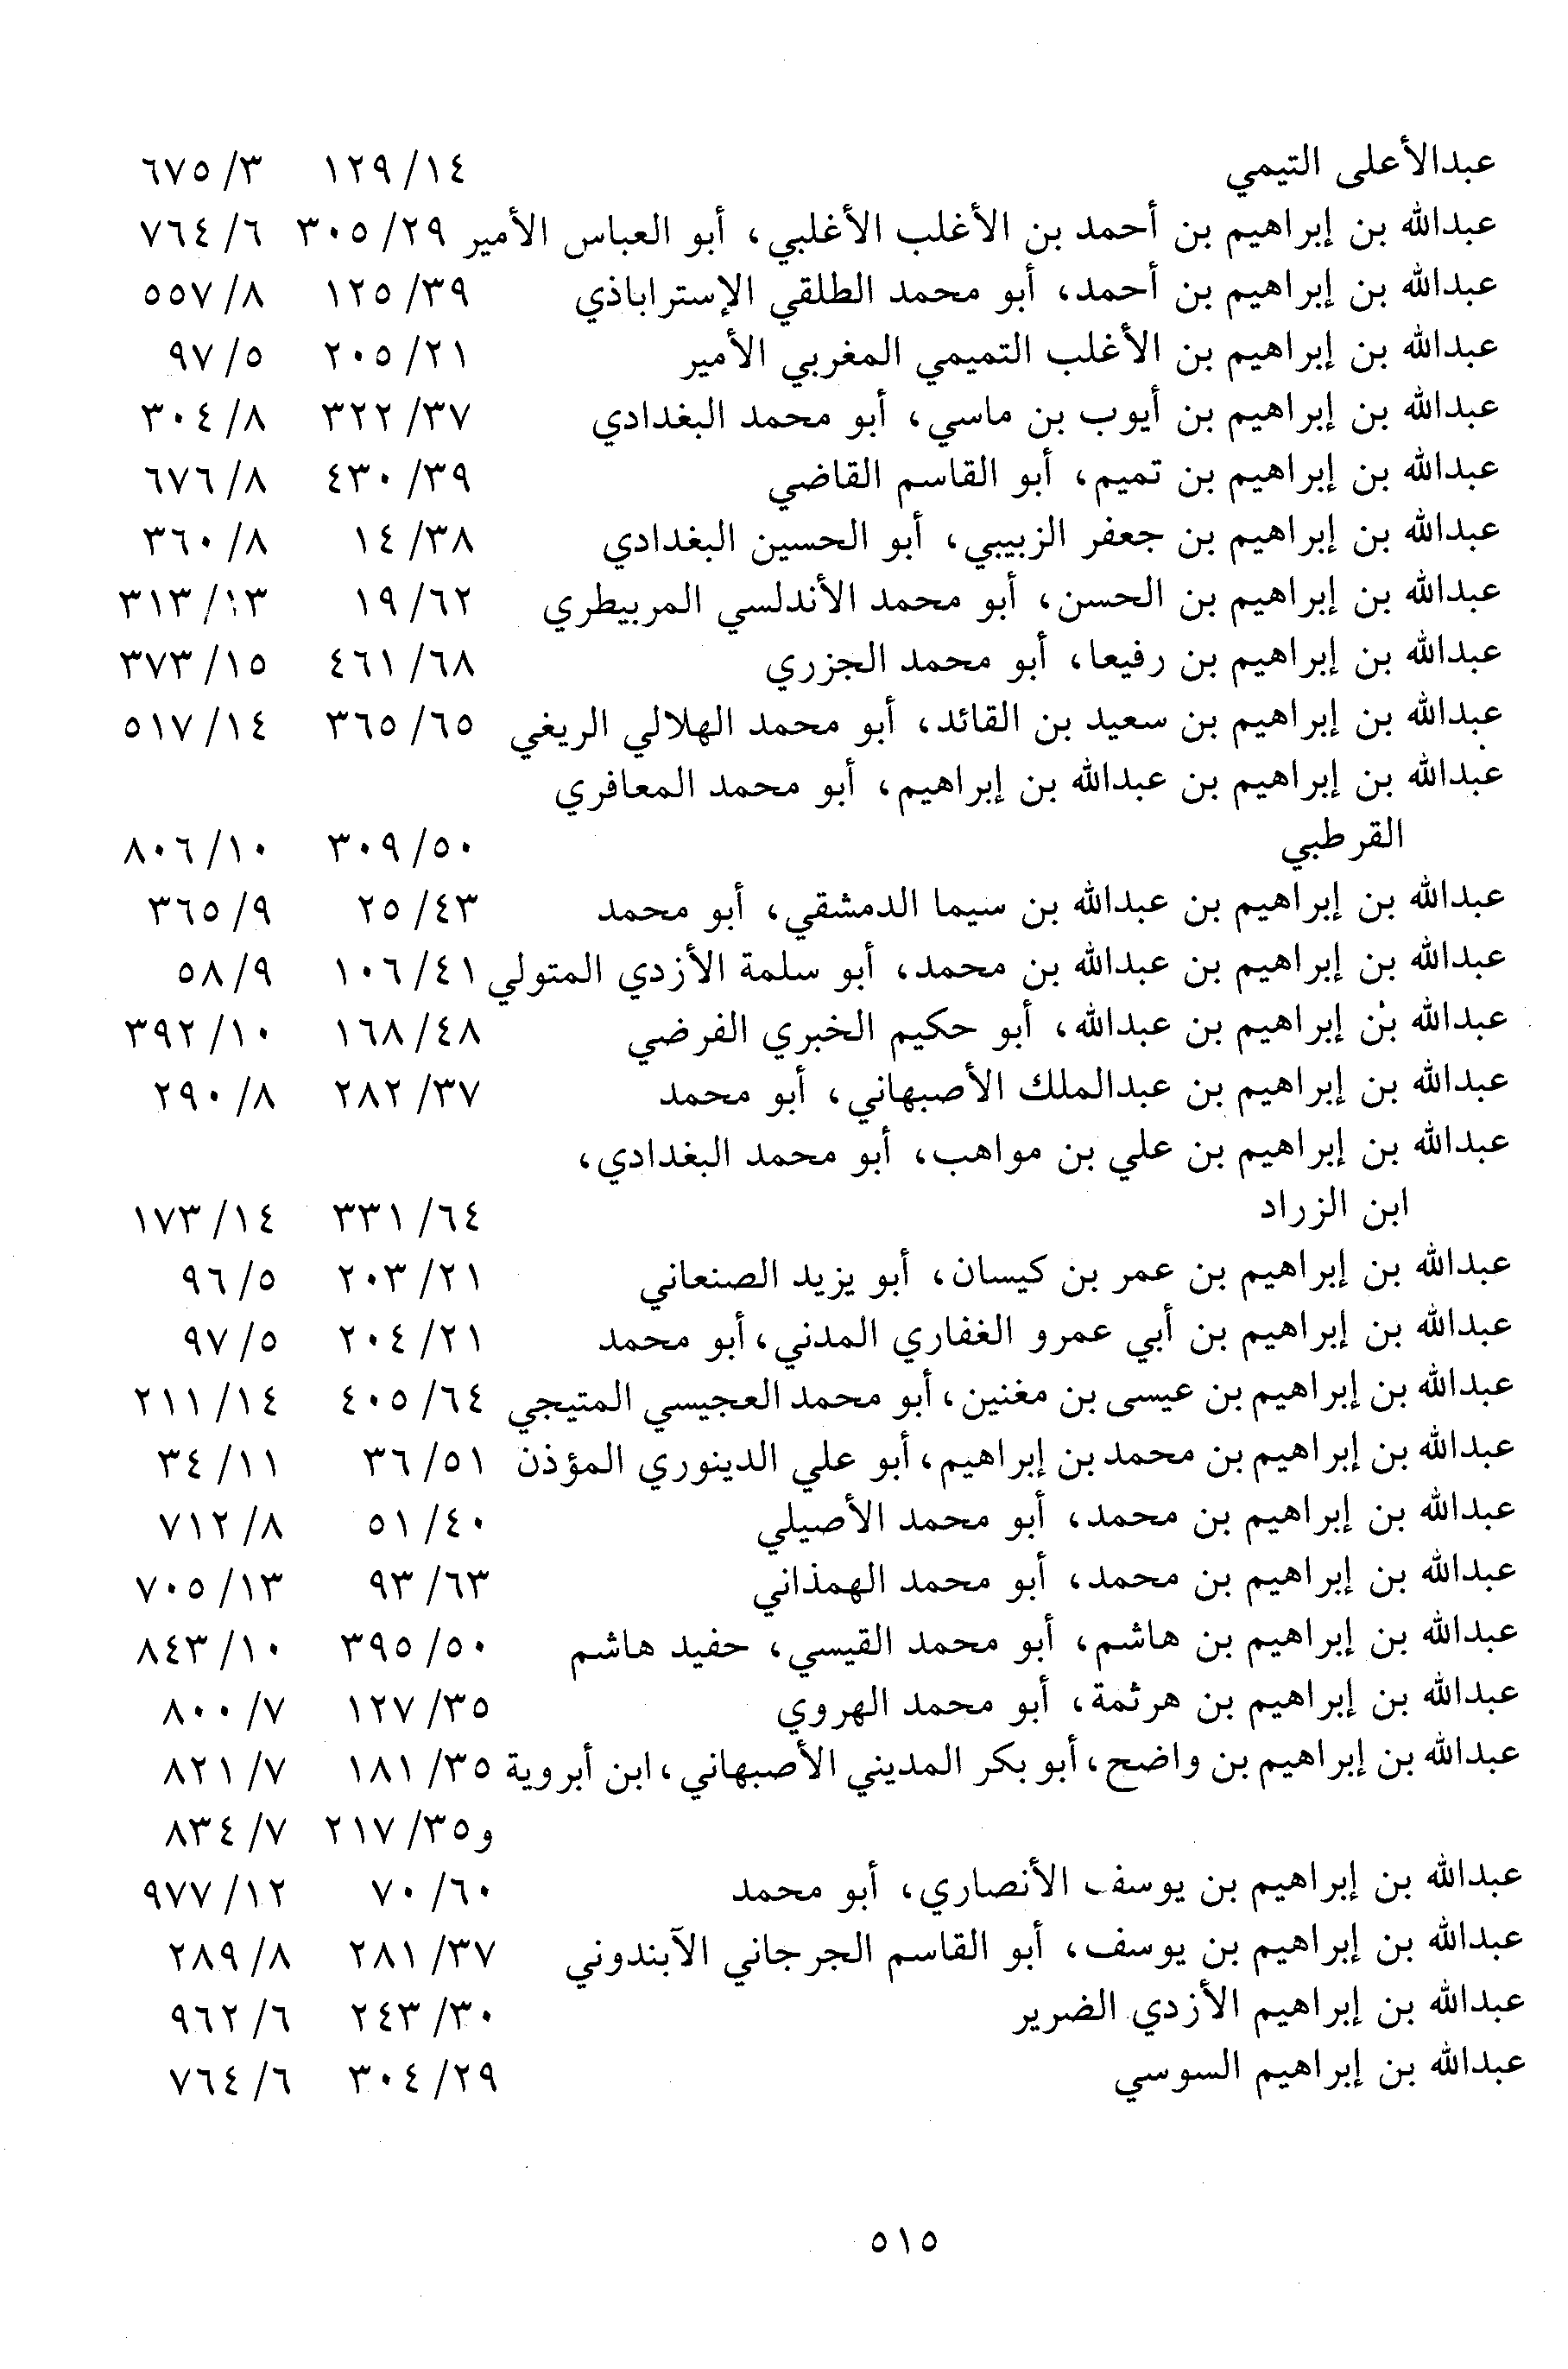 عبدالأعلى التيمي ١٤/ ١٢٩ ٣/ ٦٧٥
عبدالله بن إبراهيم بن أحمد بن الأغلب الأغلبي، أبو العباس الأمير ٢٩/ ٣٠٥ ٦/ ٧٦٤
عبدالله بن إبراهيم بن أحمد، أبو محمد الطلقي الإستراباذي ٣٩/ ١٢٥ ٨/ ٥٥٧
عبدالله بن إبراهيم بن الأغلب التميمي المغربي الأمير ٢١/ ٢٠٥ ٥/ ٩٧
عبدالله بن إبراهيم بن أيوب بن ماسي، أبو محمد البغدادي ٣٧/ ٣٢٢ ٨/ ٣٠٤
عبدالله بن إبراهيم بن تميم، أبو القاسم القاضي ٣٩/ ٤٣٠ ٨/ ٦٧٦
عبدالله بن إبراهيم بن جعفر الزبيبي، أبو الحسين البغدادي ٣٨/ ١٤ ٨/ ٣٦٠
عبدالله بن إبراهيم بن الحسن، أبو محمد الأندلسي المربيطري ٦٢/ ١٩ ١٣/ ٣١٣
عبدالله بن إبراهيم بن رفيعا، أبو محمد الجزري ٦٨/ ٤٦١ ١٥/ ٣٧٣
عبدالله بن إبراهيم بن سعيد بن القائد، أبو محمد الهلالي الريغي ٦٥/ ٣٦٥ ١٤/ ٥١٧
عبدالله بن إبراهيم بن عبدالله بن إبراهيم، أبو محمد المعافري
القرطبي ٥٠/ ٣٠٩ ١٠/ ٨٠٦
عبدالله بن إبراهيم بن عبدالله بن سيما الدمشقي، أبو محمد ٤٣/ ٢٥ ٩/ ٣٦٥
عبدالله بن إبراهيم بن عبدالله بن محمد، أبو سلمة الأزدي المتولي ٤١/ ١٠٦ ٩/ ٥٨
عبدالله بن إبراهيم بن عبدالله، أبو حكيم الخبري الفرضي ٤٨/ ١٦٨ ١٠/ ٣٩٢
عبدالله بن إبراهيم بن عبدالملك الأصبهاني، أبو محمد ٣٧/ ٢٨٢ ٨/ ٢٩٠
عبدالله بن إبراهيم بن علي بن مواهب، أبو محمد البغدادي،
ابن الزراد ٦٤/ ٣٣١ ١٤/ ١٧٣
عبدالله بن إبراهيم بن عمر بن كيسان، أبو يزيد الصنعاني ٢١/ ٢٠٣ ٥/ ٩٦
عبدالله بن إبراهيم بن أبي عمرو الغفاري المدني، أبو محمد ٢١/ ٢٠٤ ٥/ ٩٧
عبدالله بن إبراهيم بن عيسى بن مغنين، أبو محمد العجيسي المتيجي ٦٤/ ٤٠٥ ١٤/ ٢١١
عبدالله بن إبراهيم بن محمد بن إبراهيم، أبو علي الدينوري المؤذن ٥١/ ٣٦ ١١/ ٣٤
عبدالله بن إبراهيم بن محمد، أبو محمد الأصيلي ٤٠/ ٥١ ٨/ ٧١٢
عبدالله بن إبراهيم بن محمد، أبو محمد الهمذاني ٦٣/ ٩٣ ١٣/ ٧٠٥
عبدالله بن إبراهيم بن هاشم، أبو محمد القيسي، حفيد هاشم ٥٠/ ٣٩٥ ١٠/ ٨٤٣
عبدالله بن إبراهيم بن هرثمة، أبو محمد الهروي ٣٥/ ١٢٧ ٧/ ٨٠٠
عبدالله بن إبراهيم بن واضح، أبو بكر المديني الأصبهاني، ابن أبروية ٣٥/ ١٨١ ٧/ ٨٢١
و٣٥/ ٢١٧ ٧/ ٨٣٤
عبدالله بن إبراهيم بن يوسف الأنصاري، أبو محمد ٦٠/ ٧٠ ١٢/ ٩٧٧
عبدالله بن إبراهيم بن يوسف، أبو القاسم الجرجاني الآبندوني ٣٧/ ٢٨١ ٨/ ٢٨٩
عبدالله بن إبراهيم الأزدي الضرير ٣٠/ ٢٤٣ ٦/ ٩٦٢
عبدالله بن إبراهيم السوسي ٢٩/ ٣٠٤ ٦/ ٧٦٤
٥١٥